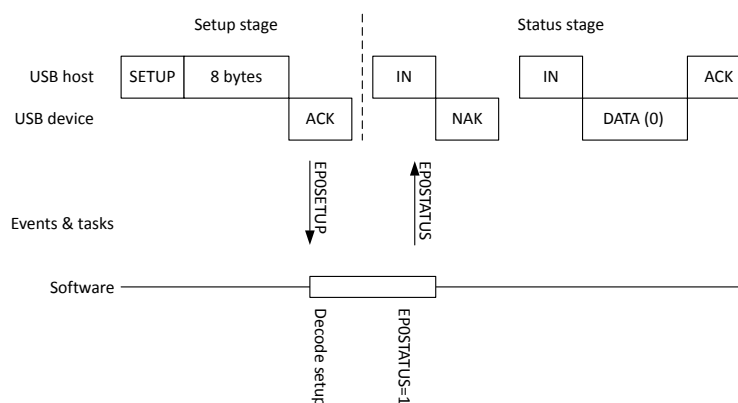 Setup stage
Status stage
USB host
SETUP
8 bytes
IN
IN
ACK
USB device
ACK
NAK
DATA (0)
EP0SETUP
EP0STATUS
Events & tasks
Software
Decode setup
EP0STATUS=1